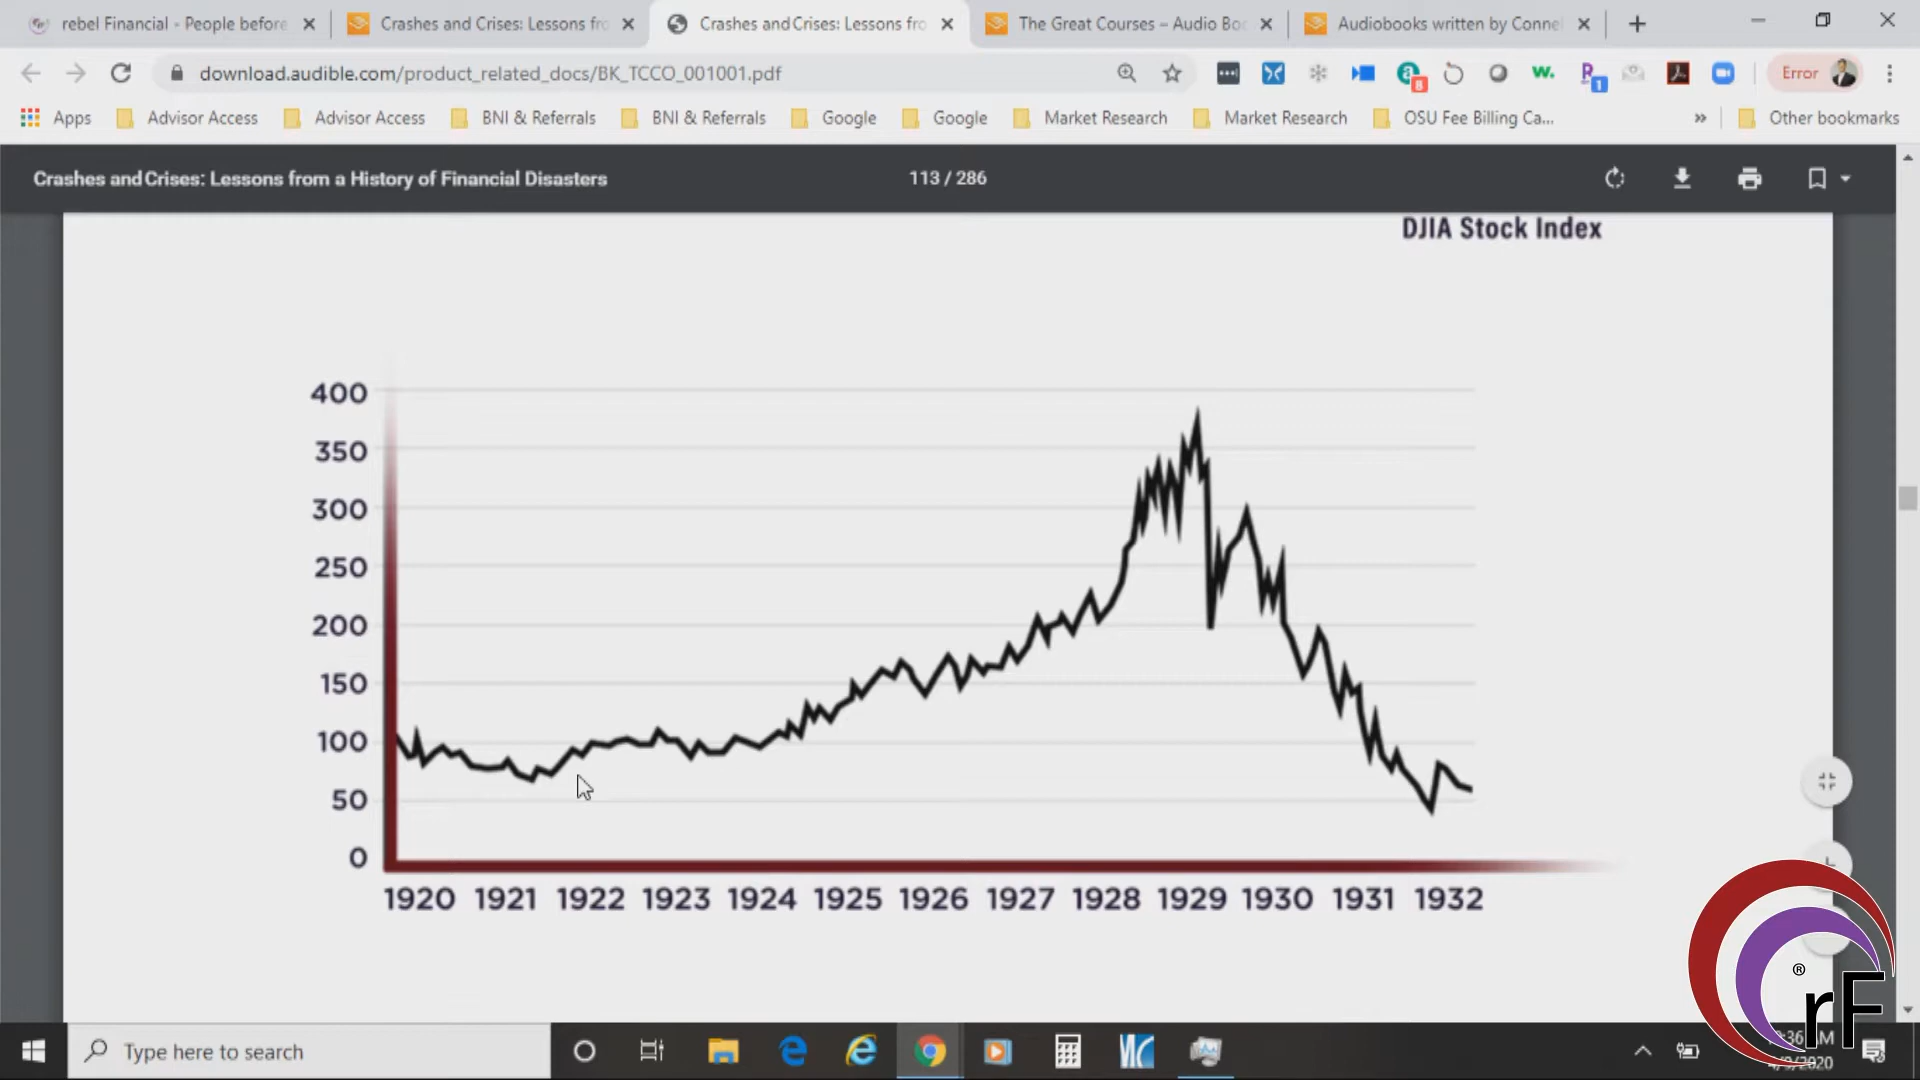 rebel Financial - People before
Crashes and Crises: Lessons fro
Crashes and Crises: Lessons fro
The Great Courses – Audio Bo
Audiobooks written by Connel
download.audible.com/product_related_docs/BK_TCCO_001001.pdf
8
w.
1
Error
Apps
Advisor Access
Advisor Access
BNI & Referrals
BNI & Referrals
Google
Google
Market Research
Market Research
OSU Fee Billing Ca...
»
Other bookmarks
Crashes and Crises: Lessons from a History of Financial Disasters
113 / 286
DJIA Stock Index
400
350
300
250
200
150
100
50
0
1920 1921 1922 1923 1924 1925 1926 1927 1928 1929 1930 1931 1932
® rF
Type here to search